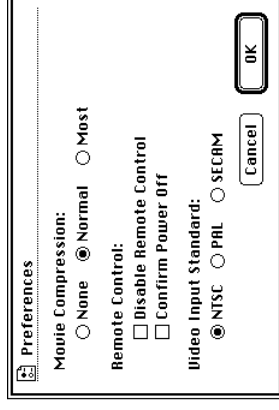 Preferences
Movie Compression:
None Normal Most
Remote Control:
Disable Remote Control
Confirm Power Off
Video Input Standard:
NTSC PAL SECAM
Cancel OK